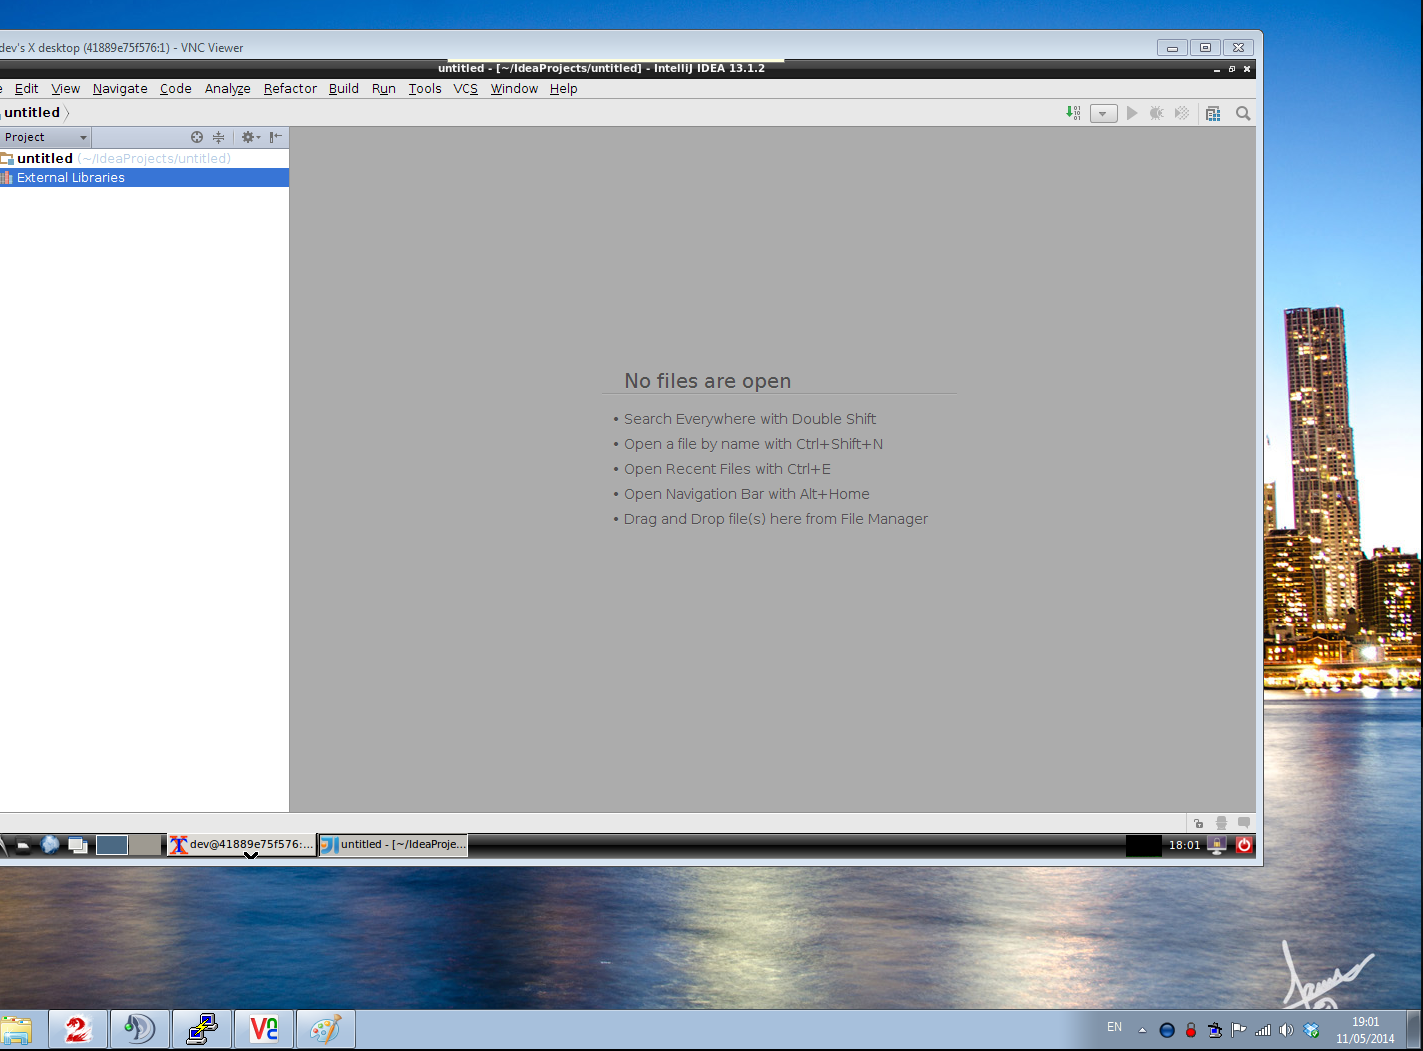 dev's X desktop (41889e75f576:1) - VNC Viewer
untitled - [~/IdeaProjects/untitled] - IntelliJ IDEA 13.1.2
Edit View Navigate Code Analyze Refactor Build Run Tools VCS Window Help
untitled
Project
untitled (~/IdeaProjects/untitled)
External Libraries
No files are open
• Search Everywhere with Double Shift
• Open a file by name with Ctrl+Shift+N
• Open Recent Files with Ctrl+E
• Open Navigation Bar with Alt+Home
• Drag and Drop file(s) here from File Manager
dev@41889e75f576:... untitled - [~/IdeaProje... 18:01
EN 19:01
11/05/2014